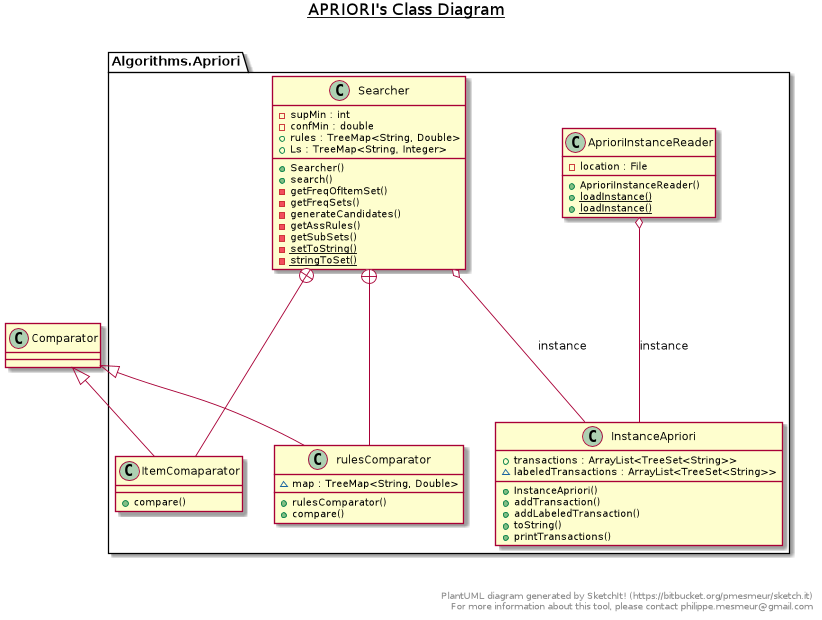 APRIORI's Class Diagram
Algorithms.Apriori
C Searcher
supMin : int
confMin : double
rules : TreeMap<String, Double>
Ls : TreeMap<String, Integer>
Searcher()
search()
getFreqOfItemSet()
getFreqSets()
generateCandidates()
getAssRules()
getSubSets()
setToString()
stringToSet()
C AprioriInstanceReader
location : File
AprioriInstanceReader()
loadInstance()
loadInstance()
C Comparator
instance
instance
C ItemComaparator
compare()
C rulesComparator
map : TreeMap<String, Double>
rulesComparator()
compare()
C InstanceApriori
transactions : ArrayList<TreeSet<String>>
labeledTransactions : ArrayList<TreeSet<String>>
InstanceApriori()
addTransaction()
addLabeledTransaction()
toString()
printTransactions()
PlantUML diagram generated by SketchIt! (https://bitbucket.org/pmesmeur/sketch.it)
For more information about this tool, please contact philippe.mesmeur@gmail.com